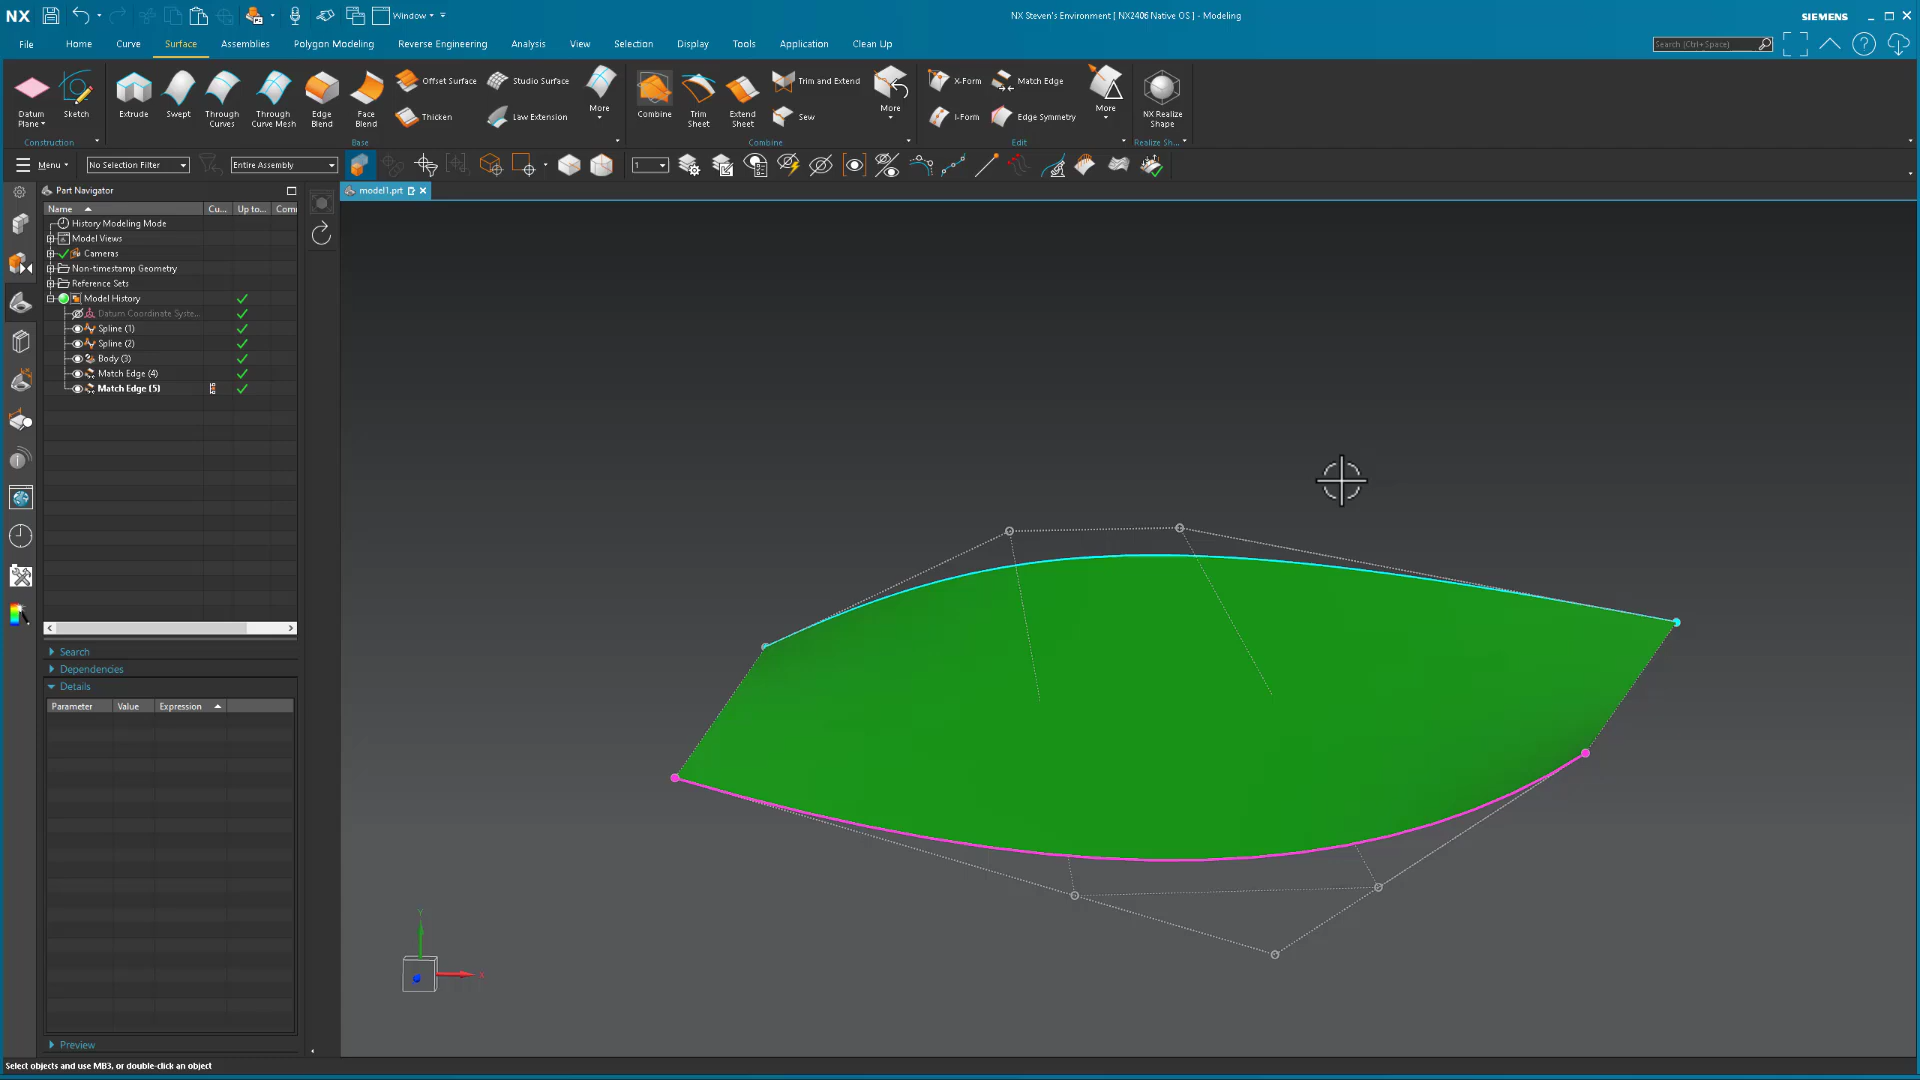 NX
Window
NX Steven's Environment [ NX2406 Native OS ] - Modeling
SIEMENS
File Home Curve Surface Assemblies Polygon Modeling Reverse Engineering Analysis View Selection Display Tools Application Clean Up
Search (Ctrl+Space)
Datum Plane
Sketch
Construction
Extrude
Swept
Through Curves
Through Curve Mesh
Edge Blend
Face Blend
Offset Surface
Thicken
Studio Surface
Law Extension
More
Base
Combine
Trim Sheet
Extend Sheet
Trim and Extend
Sew
More
Combine
X-Form
I-Form
Match Edge
Edge Symmetry
More
Edit
NX Realize Shape
Realize Sh...
Menu
No Selection Filter
Entire Assembly
1
Part Navigator
model1.prt
Name Cu... Up to... Com
History Modeling Mode
Model Views
Cameras
Non-timestamp Geometry
Reference Sets
Model History
Datum Coordinate Syste...
Spline (1)
Spline (2)
Body (3)
Match Edge (4)
Match Edge (5)
Search
Dependencies
Details
Parameter Value Expression
Y
X
Preview
Select objects and use MB3, or double-click an object